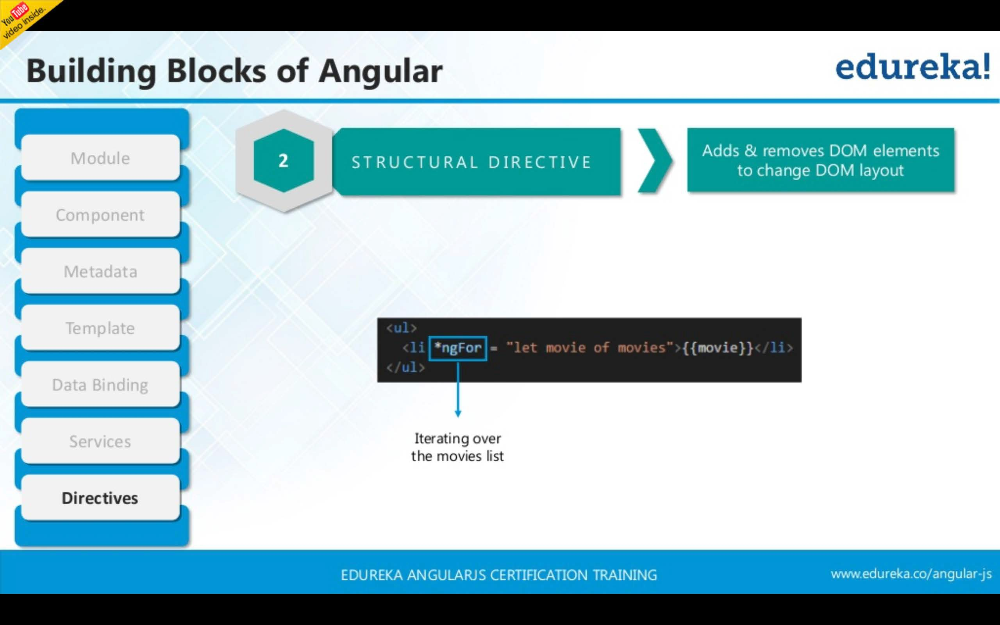 YouTube
video inside.
Building Blocks of Angular
edureka!
Module
Component
Metadata
Template
Data Binding
Services
Directives
2
STRUCTURAL DIRECTIVE
Adds & removes DOM elements
to change DOM layout
<ul>
<li *ngFor = "let movie of movies">{{movie}}</li>
</ul>
Iterating over
the movies list
EDUREKA ANGULARJS CERTIFICATION TRAINING
www.edureka.co/angular-js